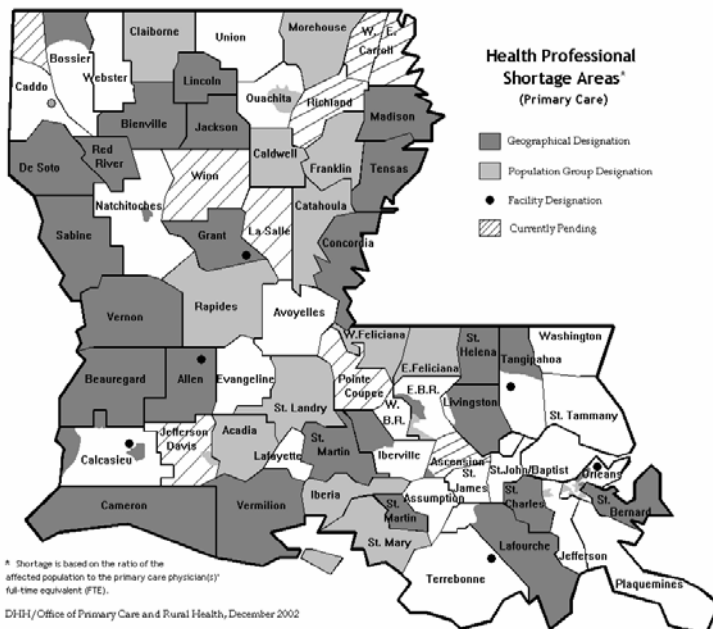 Health Professional
Shortage Areas*
(Primary Care)
Geographical Designation
Population Group Designation
Facility Designation
Currently Pending
Caddo
Bossier
Webster
Claiborne
Union
Morehouse
W. Carroll
E.
Lincoln
Ouachita
Richland
Madison
Bienville
Jackson
De Soto
Red
River
Winn
Caldwell
Franklin
Tensas
Natchitoches
Sabine
Grant
La Salle
Catahoula
Concordia
Vernon
Rapides
Avoyelles
W.Feliciana
E.Feliciana
St.
Helena
Tangipahoa
Washington
Beauregard
Allen
Evangeline
Pointe
Coupee
St. Landry
E.B.R.
W.
B.R.
Livingston
St. Tammany
Calcasieu
Jefferson
Davis
Acadia
Lafayette
St.
Martin
Iberville
Ascension
St.
James
St.John/Baptist
Orleans
Cameron
Vermilion
Iberia
St.
Martin
Assumption
St.
Charles
St.
Bernard
St. Mary
Lafourche
Jefferson
Terrebonne
Plaquemines
* Shortage is based on the ratio of the
affected population to the primary care physician(s)'
full-time equivalent (FTE).
DHH/Office of Primary Care and Rural Health, December 2002